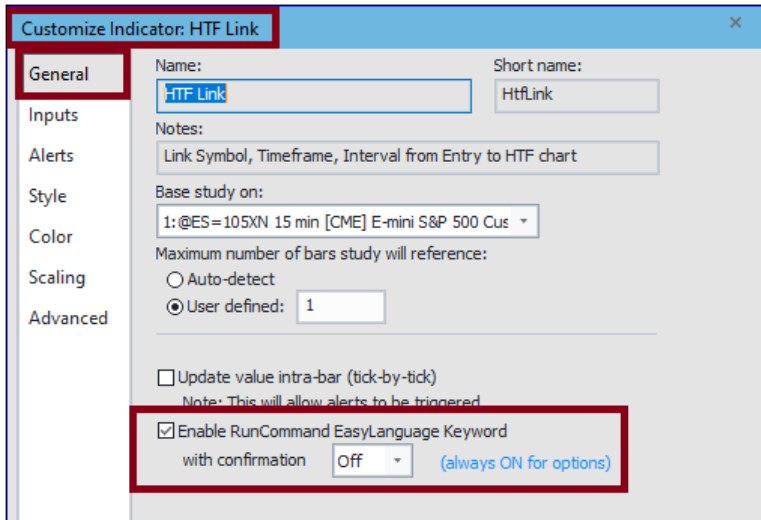 Customize Indicator: HTF Link ×
General
Inputs
Alerts
Style
Color
Scaling
Advanced
Name: Short name:
HTF Link HtfLink
Notes:
Link Symbol, Timeframe, Interval from Entry to HTF chart
Base study on:
1:@ES=105XN 15 min [CME] E-mini S&P 500 Cus
Maximum number of bars study will reference:
Auto-detect
User defined: 1
Update value intra-bar (tick-by-tick)
Note: This will allow alerts to be triggered
Enable RunCommand EasyLanguage Keyword
with confirmation Off (always ON for options)